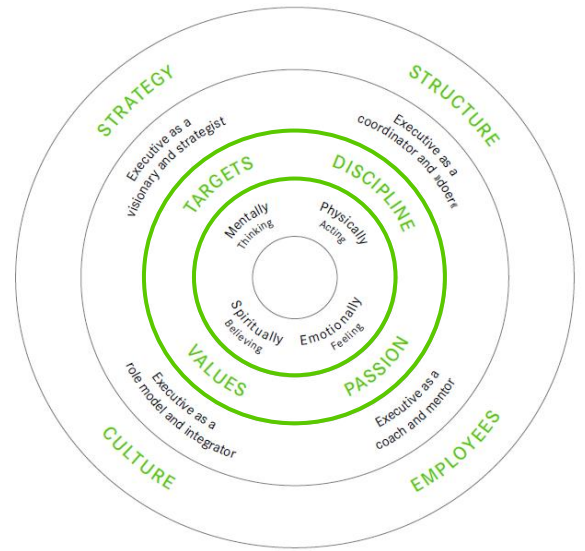 STRATEGY
STRUCTURE
Executive as a
visionary and strategist
Executive as a
coordinator and »doer«
TARGETS
DISCIPLINE
Mentally
Thinking
Physically
Acting
Spiritually
Believing
Emotionally
Feeling
VALUES
PASSION
Executive as a
role model and integrator
Executive as a
coach and mentor
CULTURE
EMPLOYEES